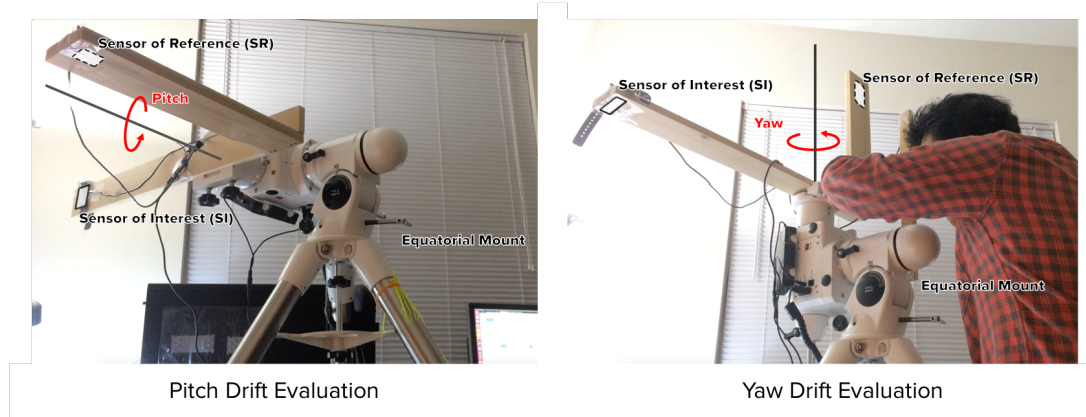 Sensor of Reference (SR)
Pitch
Sensor of Interest (SI)
Equatorial Mount
Pitch Drift Evaluation
Sensor of Interest (SI)
Sensor of Reference (SR)
Yaw
Equatorial Mount
Yaw Drift Evaluation